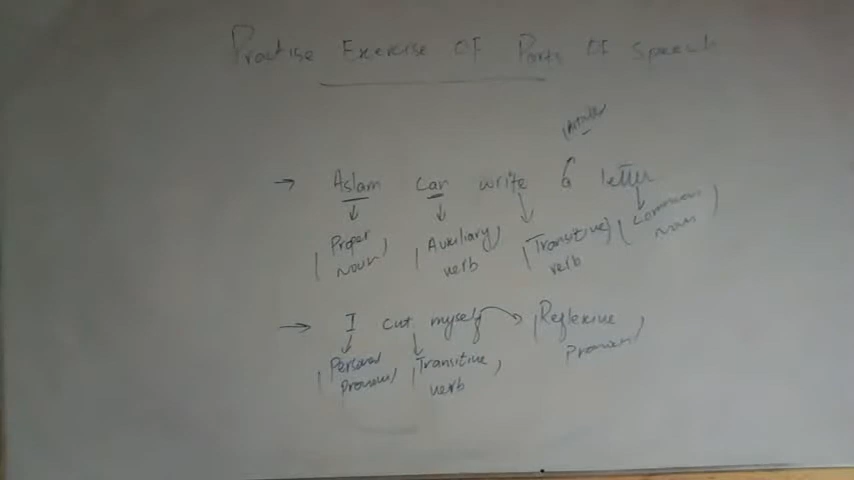 Practise Exercise Of Parts Of Speech
(Article)
→ Aslam can write a letter
(Proper noun) (Auxiliary verb) (Transitive verb) (Common noun)
→ I cut myself → (Reflexive Pronoun)
(Personal Pronoun) (Transitive verb)